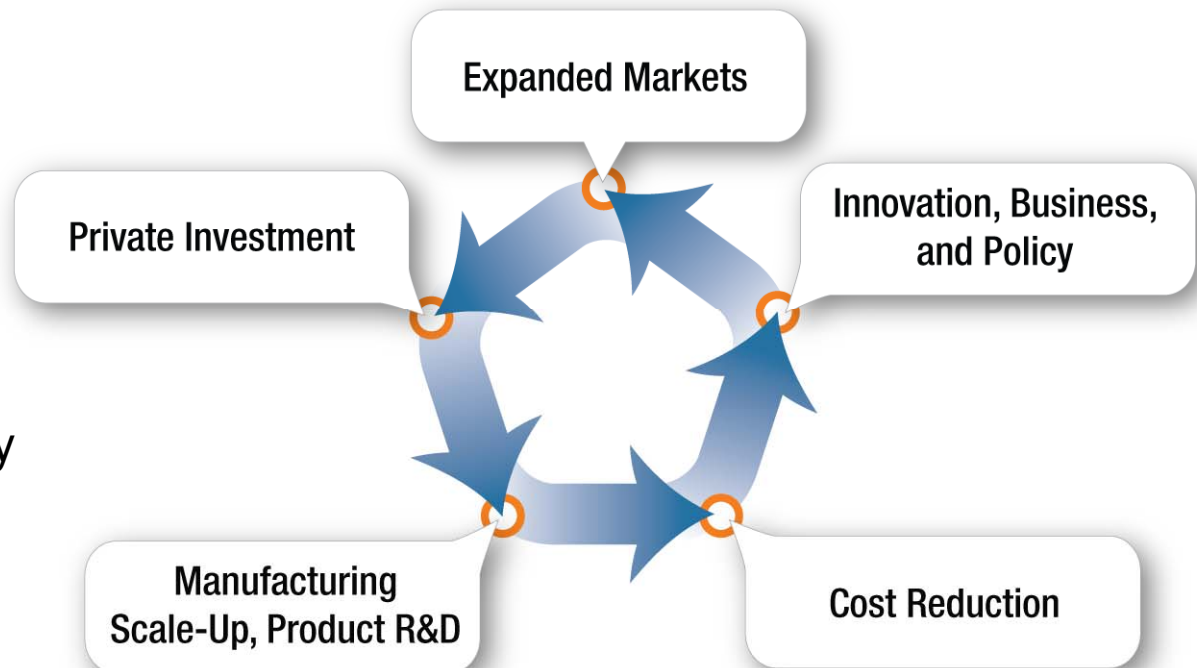 Expanded Markets
Private Investment
Innovation, Business,
and Policy
y
Manufacturing
Scale-Up, Product R&D
Cost Reduction